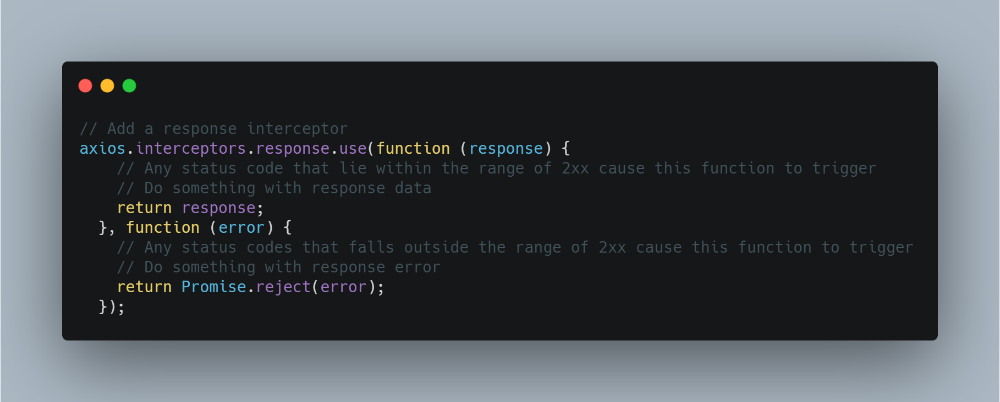 // Add a response interceptor
axios.interceptors.response.use(function (response) {
    // Any status code that lie within the range of 2xx cause this function to trigger
    // Do something with response data
    return response;
  }, function (error) {
    // Any status codes that falls outside the range of 2xx cause this function to trigger
    // Do something with response error
    return Promise.reject(error);
  });